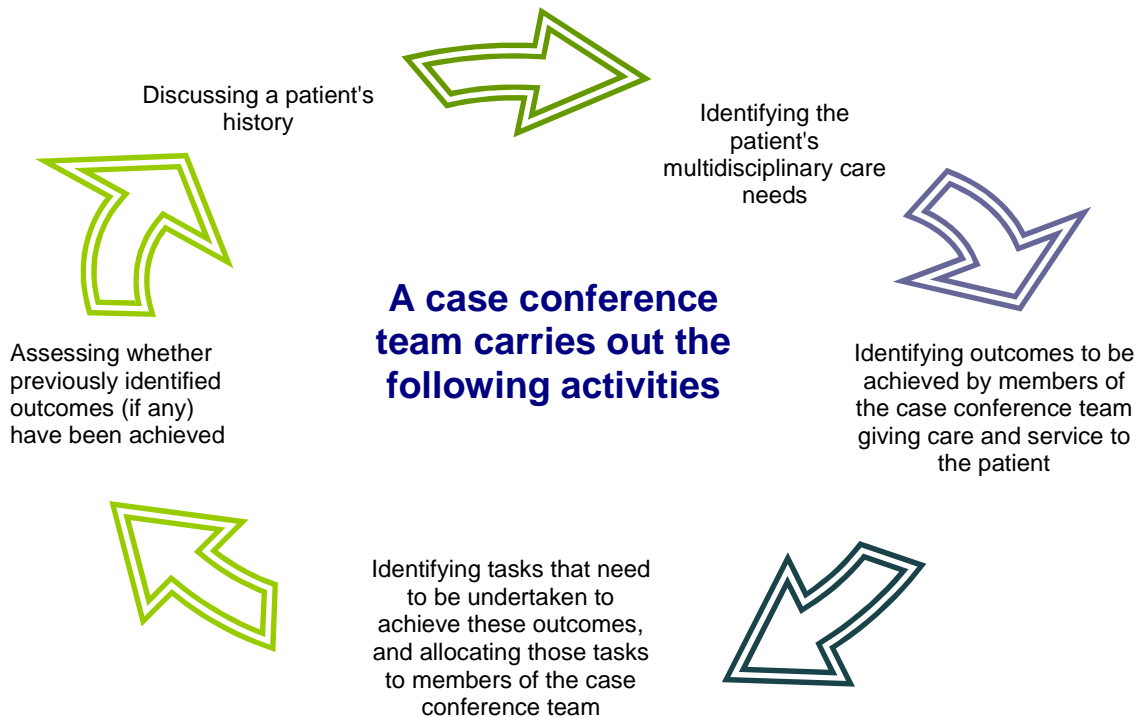 Discussing a patient's
history
Identifying the
patient's
multidisciplinary care
needs
A case conference
team carries out the
following activities
Identifying outcomes to be
achieved by members of
the case conference team
giving care and service to
the patient
Identifying tasks that need
to be undertaken to
achieve these outcomes,
and allocating those tasks
to members of the case
conference team
Assessing whether
previously identified
outcomes (if any)
have been achieved